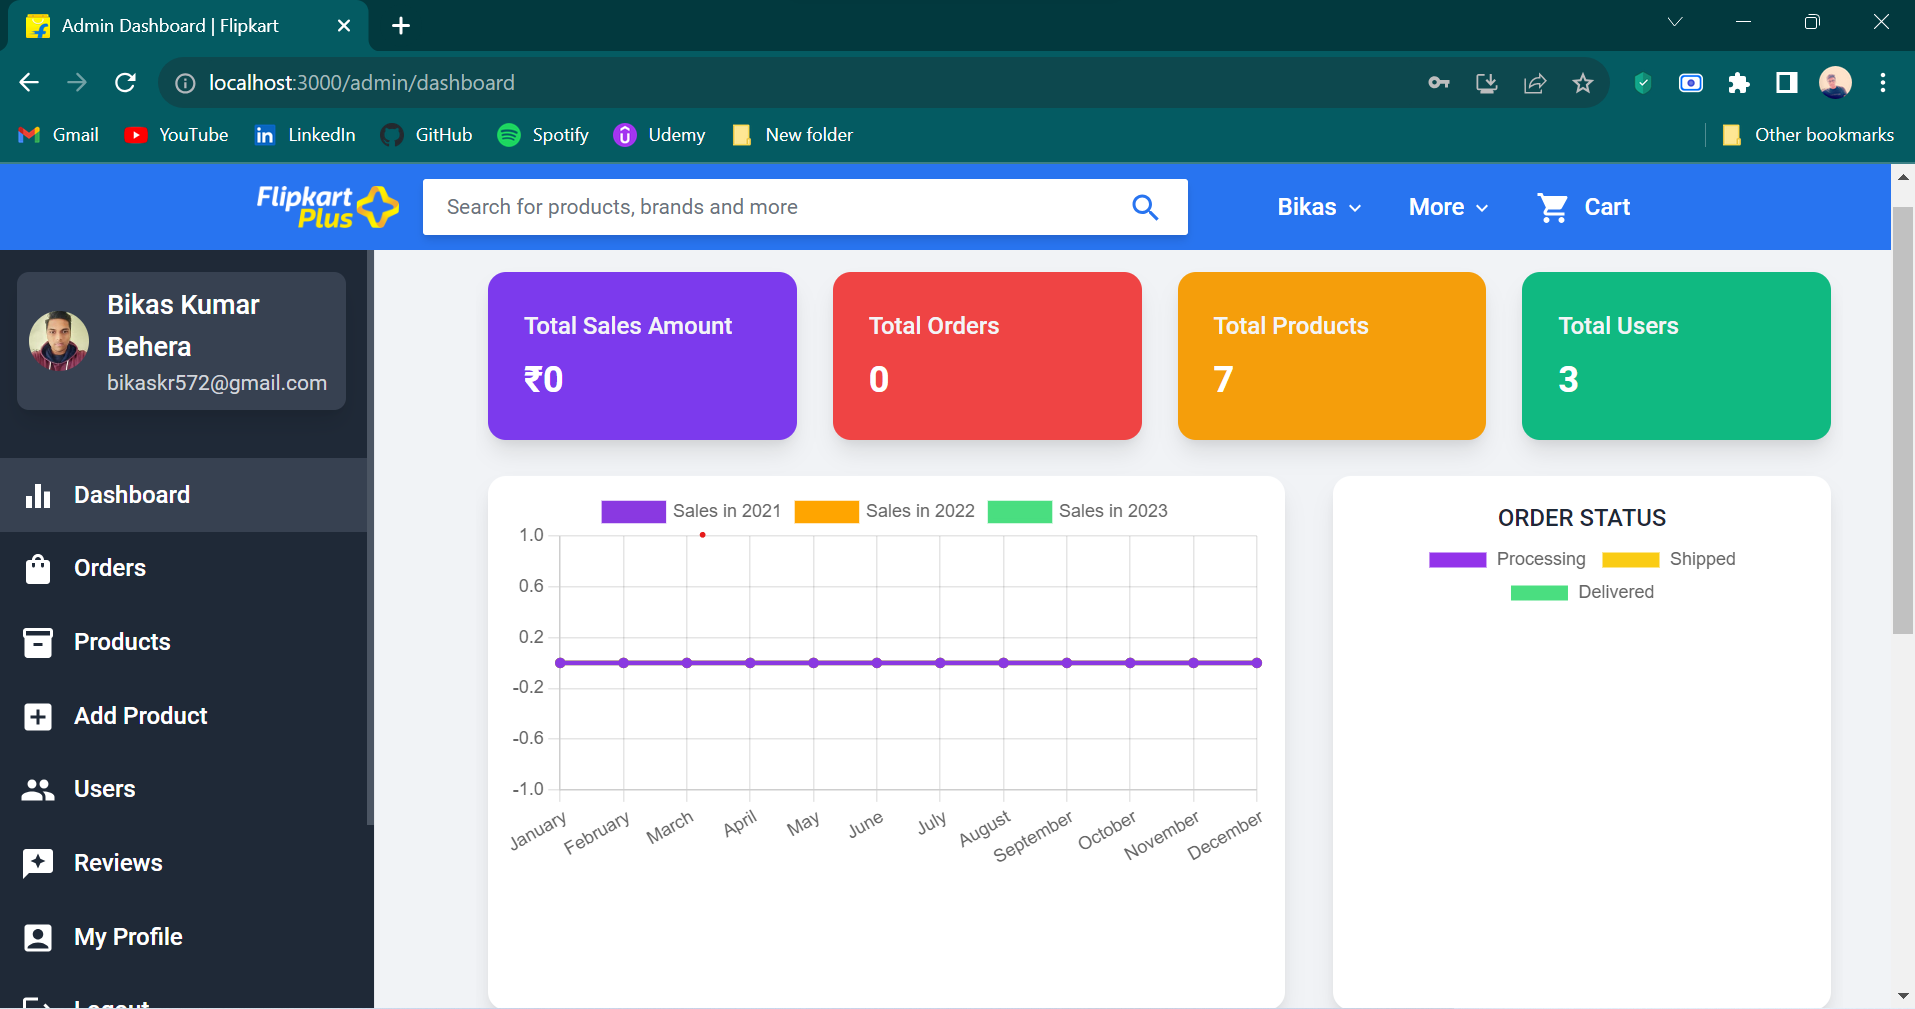 Admin Dashboard | Flipkart
localhost:3000/admin/dashboard
Gmail YouTube LinkedIn GitHub Spotify Udemy New folder Other bookmarks
Flipkart
Plus
Search for products, brands and more
Bikas More Cart
Bikas Kumar
Behera
bikaskr572@gmail.com
Dashboard
Orders
Products
Add Product
Users
Reviews
My Profile
Logout
Total Sales Amount
₹0
Total Orders
0
Total Products
7
Total Users
3
Sales in 2021 Sales in 2022 Sales in 2023
1.0
0.6
0.2
-0.2
-0.6
-1.0
January February March April May June July August September October November December
ORDER STATUS
Processing Shipped
Delivered